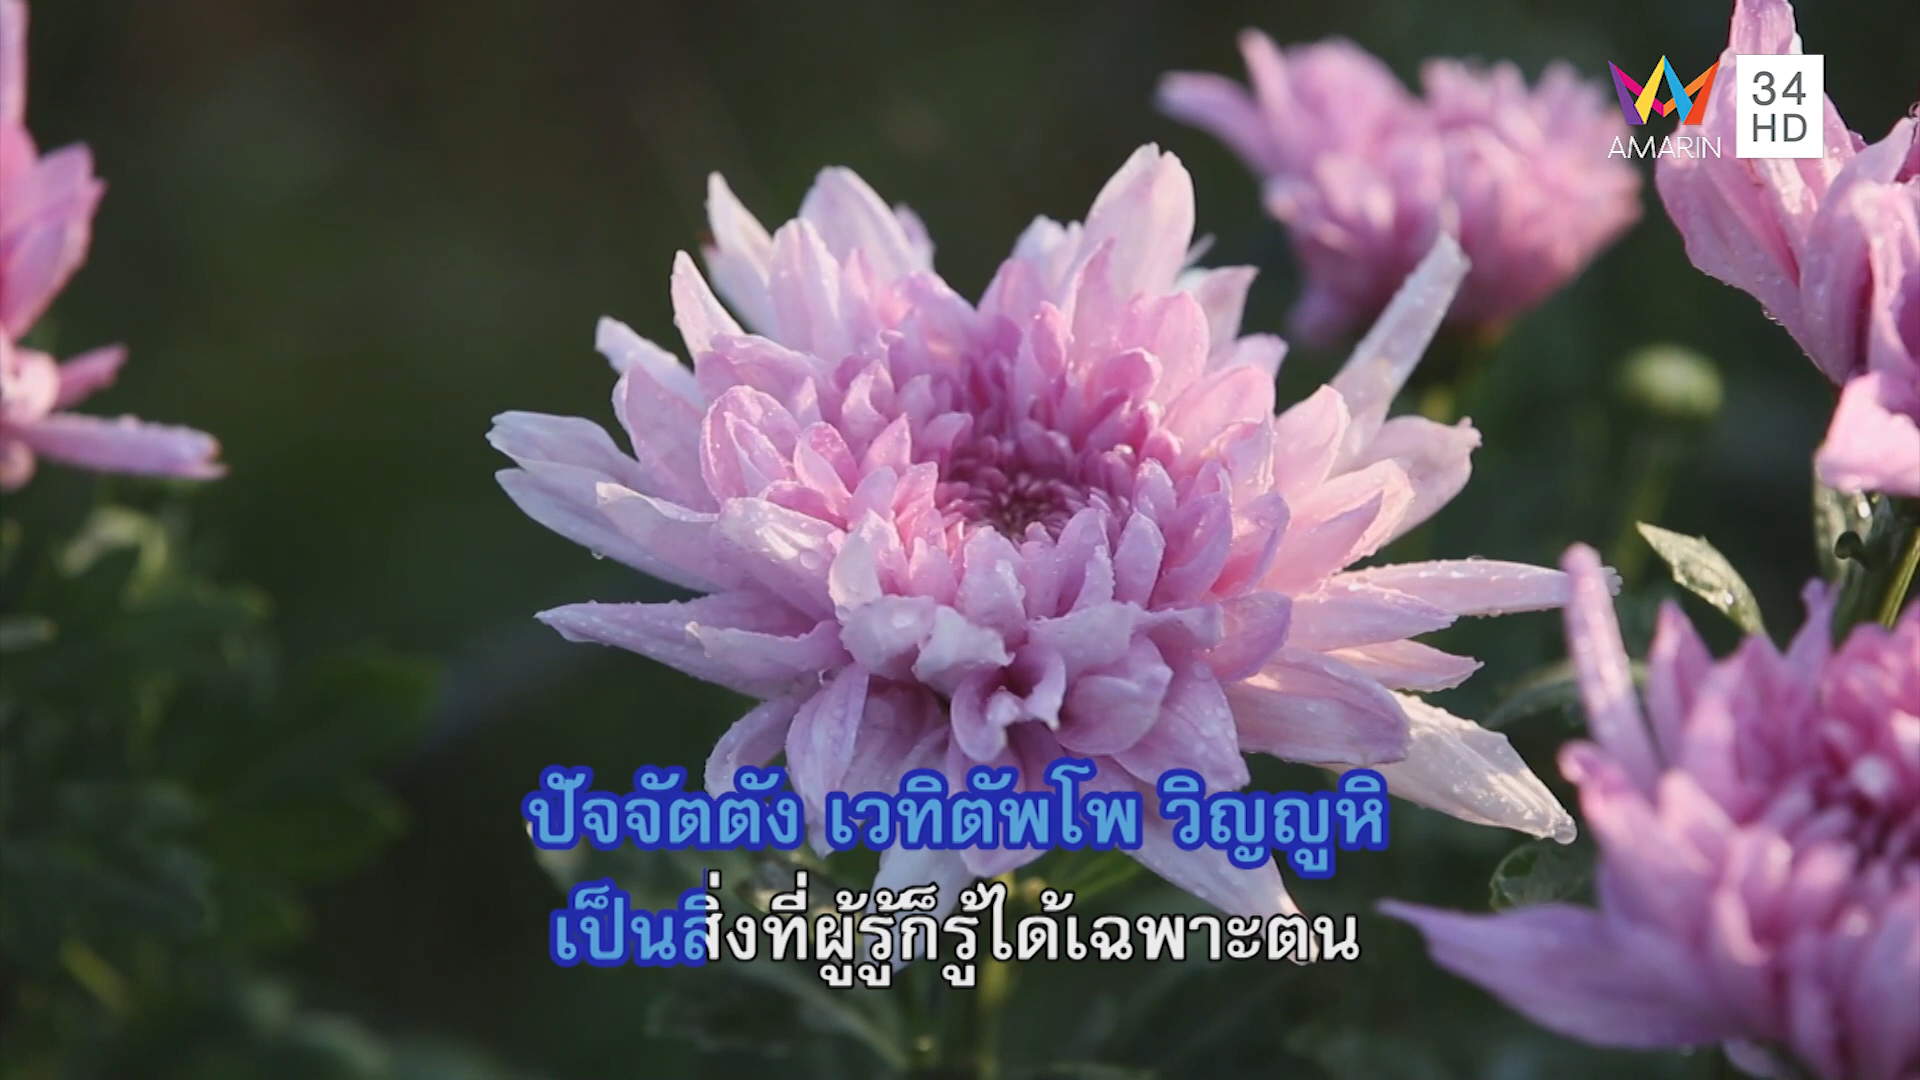 AMARIN
34
HD
ปัจจัตตัง เวทิตัพโพ วิญญูหิ
เป็นสิ่งที่ผู้รู้ก็รู้ได้เฉพาะตน